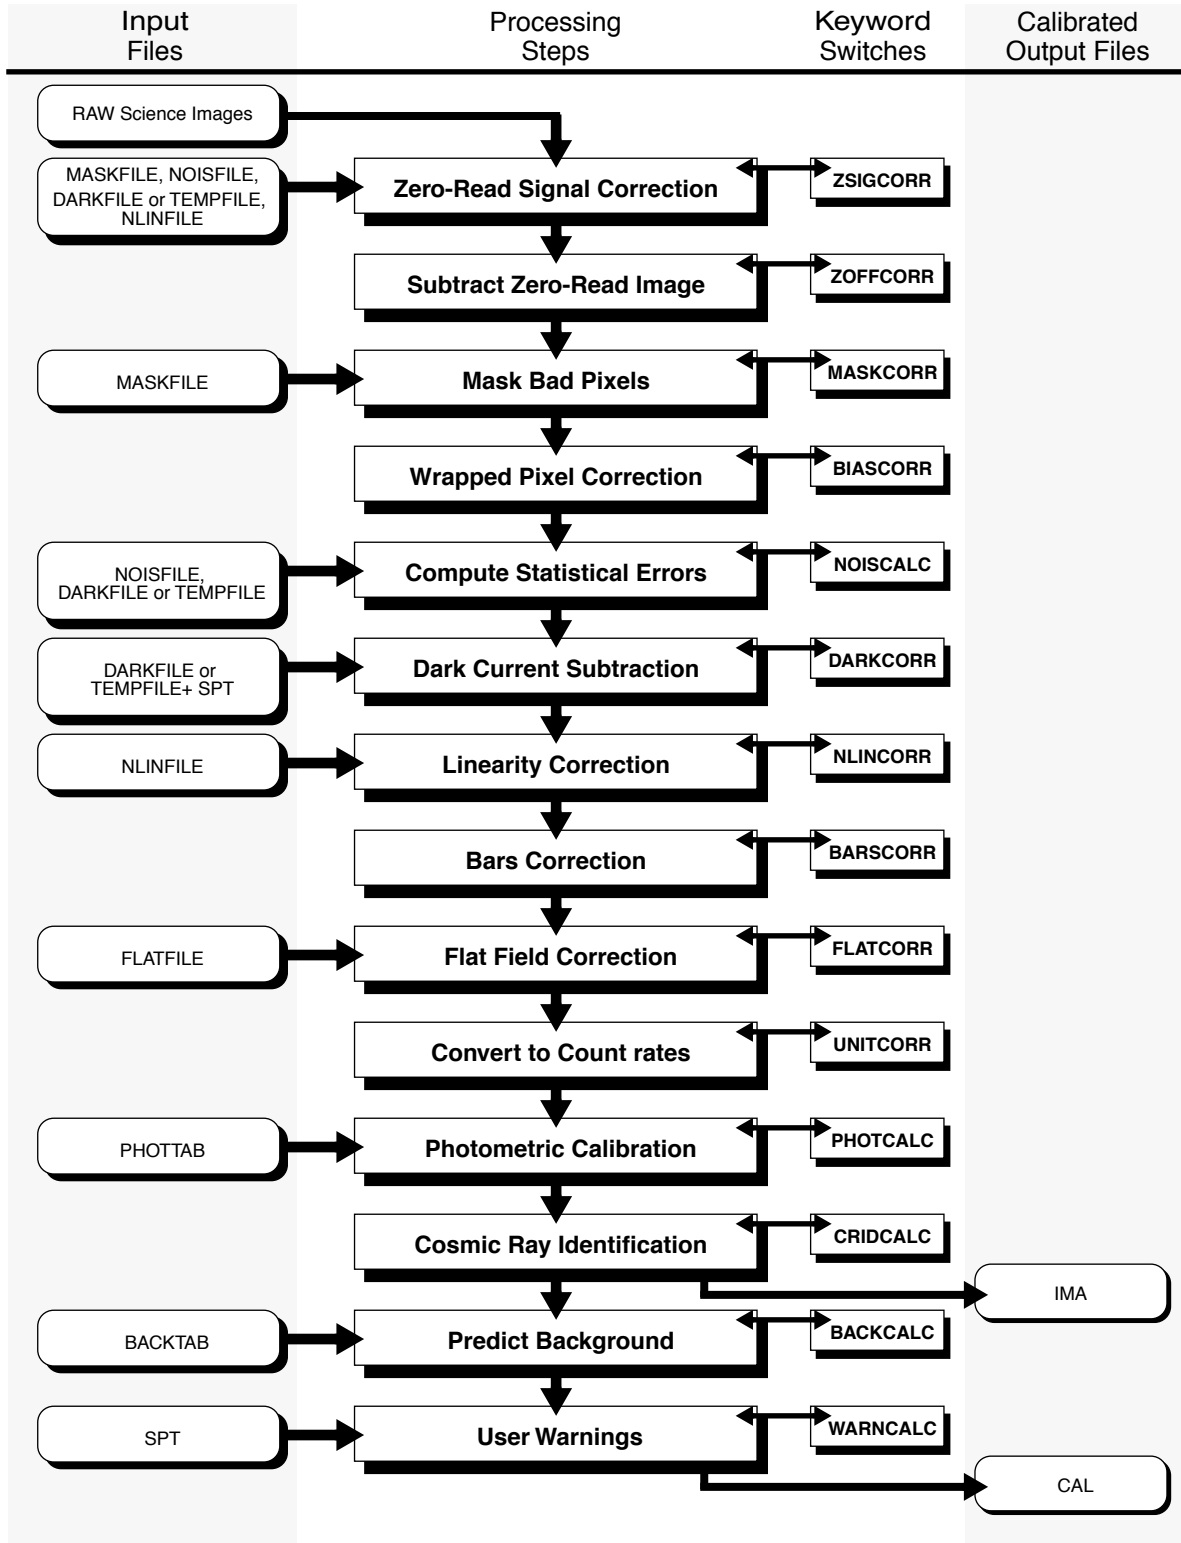 Input
Files
Processing
Steps
Keyword
Switches
Calibrated
Output Files
RAW Science Images
MASKFILE, NOISFILE,
DARKFILE or TEMPFILE,
NLINFILE
Zero-Read Signal Correction
ZSIGCORR
Subtract Zero-Read Image
ZOFFCORR
MASKFILE
Mask Bad Pixels
MASKCORR
Wrapped Pixel Correction
BIASCORR
NOISFILE,
DARKFILE or TEMPFILE
Compute Statistical Errors
NOISCALC
DARKFILE or
TEMPFILE+ SPT
Dark Current Subtraction
DARKCORR
NLINFILE
Linearity Correction
NLINCORR
Bars Correction
BARSCORR
FLATFILE
Flat Field Correction
FLATCORR
Convert to Count rates
UNITCORR
PHOTTAB
Photometric Calibration
PHOTCALC
Cosmic Ray Identification
CRIDCALC
IMA
BACKTAB
Predict Background
BACKCALC
SPT
User Warnings
WARNCALC
CAL